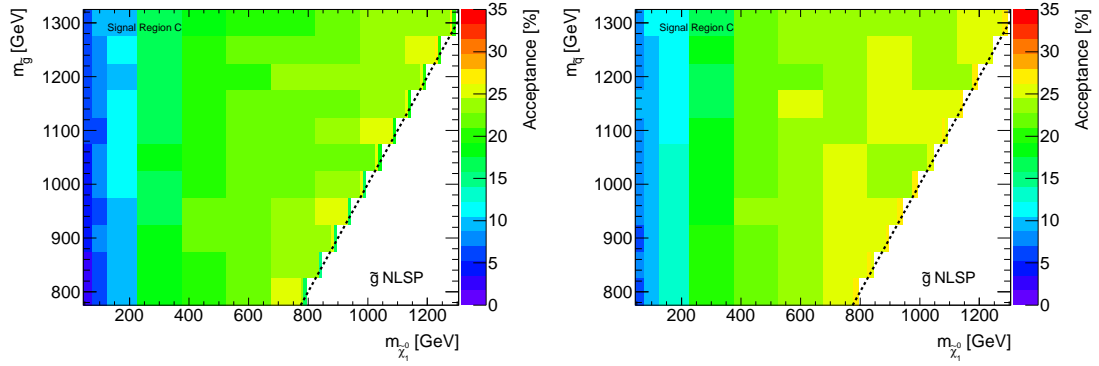 m_g̃ [GeV]
1300
1200
1100
1000
900
800
Signal Region C
g̃ NLSP
200 400 600 800 1000 1200
m_χ̃⁰₁ [GeV]
35
30
25
20
15
10
5
0
Acceptance [%]
m_q̃ [GeV]
1300
1200
1100
1000
900
800
Signal Region C
g̃ NLSP
200 400 600 800 1000 1200
m_χ̃⁰₁ [GeV]
35
30
25
20
15
10
5
0
Acceptance [%]